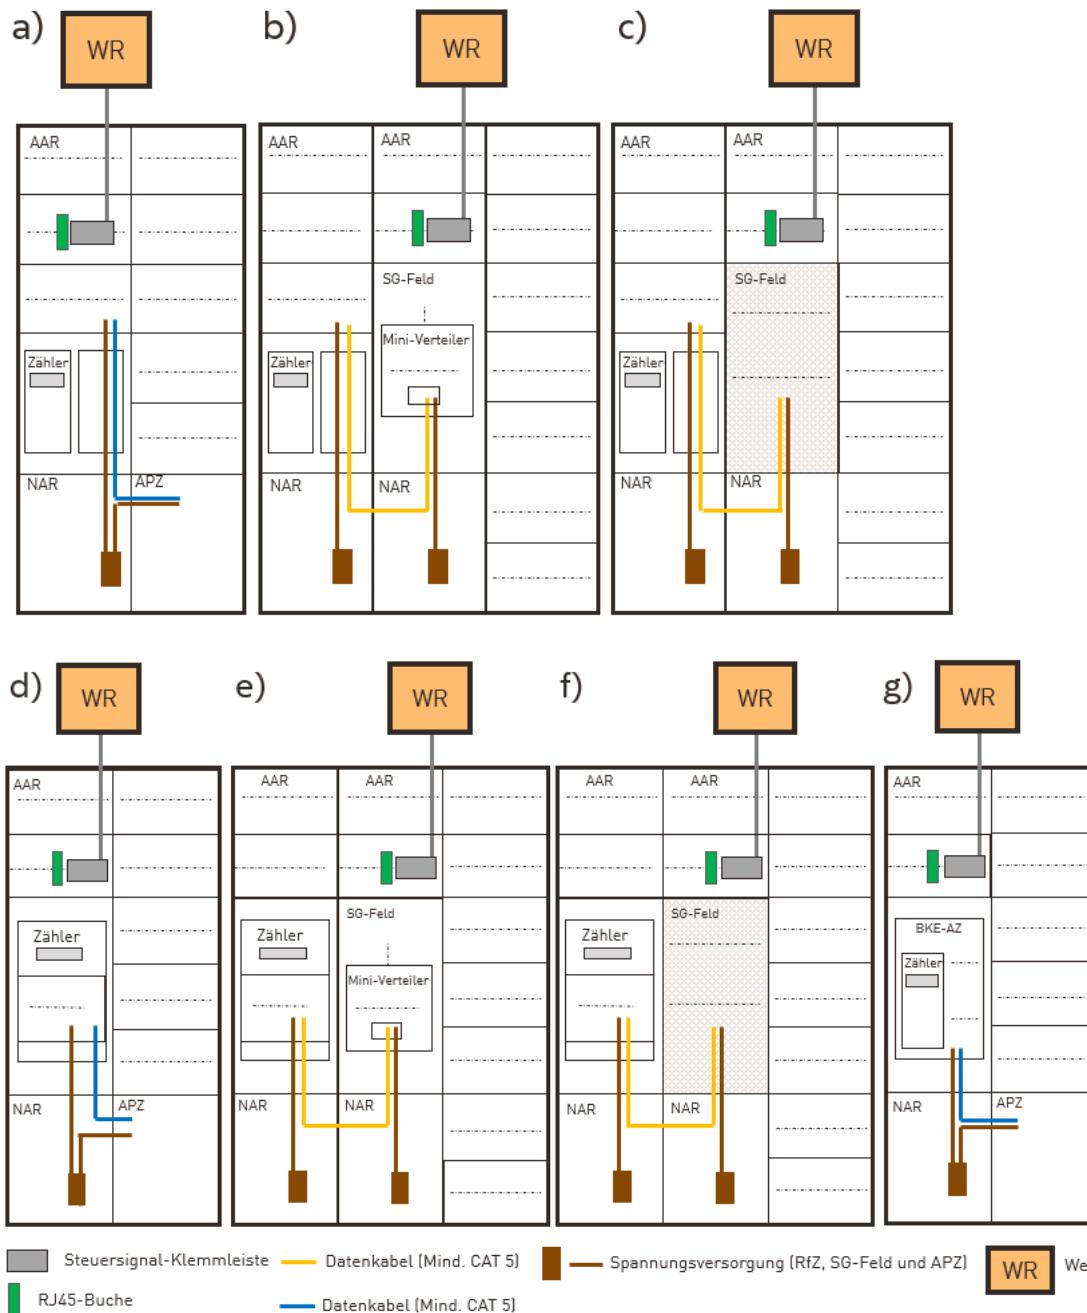 a)
WR
b)
WR
c)
WR
AAR
AAR
AAR
AAR
AAR
SG-Feld
SG-Feld
Mini-Verteiler
Zähler
Zähler
Zähler
NAR
APZ
NAR
NAR
NAR
NAR
d)
WR
e)
WR
f)
WR
g)
WR
AAR
AAR
AAR
AAR
AAR
AAR
SG-Feld
SG-Feld
BKE-AZ
Zähler
Zähler
Zähler
Zähler
Mini-Verteiler
NAR
APZ
NAR
NAR
NAR
NAR
NAR
APZ
Steuersignal-Klemmleiste
Datenkabel (Mind. CAT 5)
Spannungsversorgung (RfZ, SG-Feld und APZ)
WR
We
RJ45-Buche
Datenkabel (Mind. CAT 5)